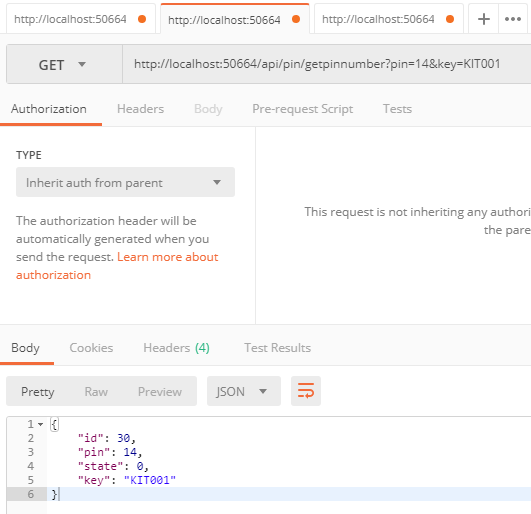 http://localhost:50664
http://localhost:50664
http://localhost:50664
GET http://localhost:50664/api/pin/getpinnumber?pin=14&key=KIT001
Authorization Headers Body Pre-request Script Tests
TYPE
Inherit auth from parent
The authorization header will be
automatically generated when you
send the request. Learn more about
authorization
This request is not inheriting any authori
the pare
Body Cookies Headers (4) Test Results
Pretty Raw Preview JSON
1 {
2 "id": 30,
3 "pin": 14,
4 "state": 0,
5 "key": "KIT001"
6 }